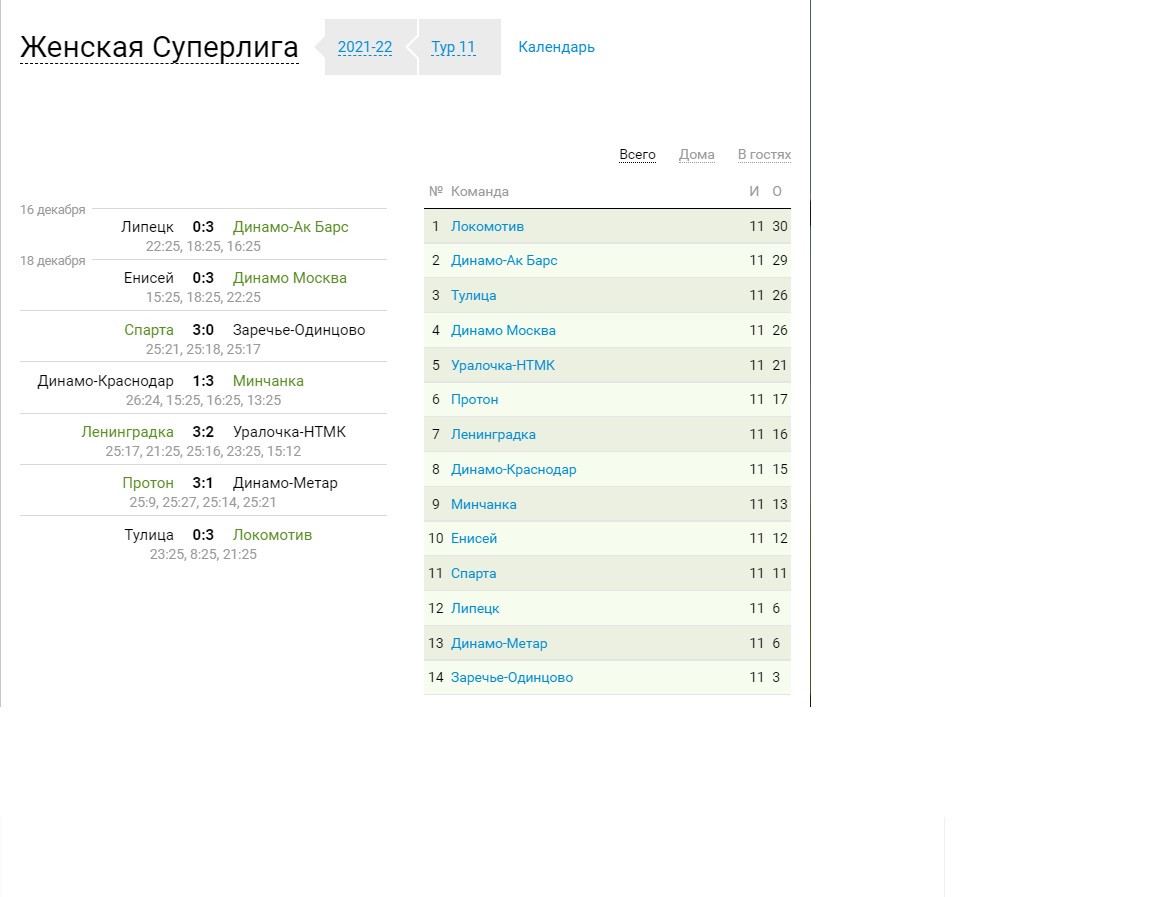 Женская Суперлига 2021-22 Тур 11 Календарь
16 декабря
Липецк 0:3 Динамо-Ак Барс
22:25, 18:25, 16:25
18 декабря
Енисей 0:3 Динамо Москва
15:25, 18:25, 22:25
Спарта 3:0 Заречье-Одинцово
25:21, 25:18, 25:17
Динамо-Краснодар 1:3 Минчанка
26:24, 15:25, 16:25, 13:25
Ленинградка 3:2 Уралочка-НТМК
25:17, 21:25, 25:16, 23:25, 15:12
Протон 3:1 Динамо-Метар
25:9, 25:27, 25:14, 25:21
Тулица 0:3 Локомотив
23:25, 8:25, 21:25
Всего Дома В гостях
№ Команда И О
1 Локомотив 11 30
2 Динамо-Ак Барс 11 29
3 Тулица 11 26
4 Динамо Москва 11 26
5 Уралочка-НТМК 11 21
6 Протон 11 17
7 Ленинградка 11 16
8 Динамо-Краснодар 11 15
9 Минчанка 11 13
10 Енисей 11 12
11 Спарта 11 11
12 Липецк 11 6
13 Динамо-Метар 11 6
14 Заречье-Одинцово 11 3